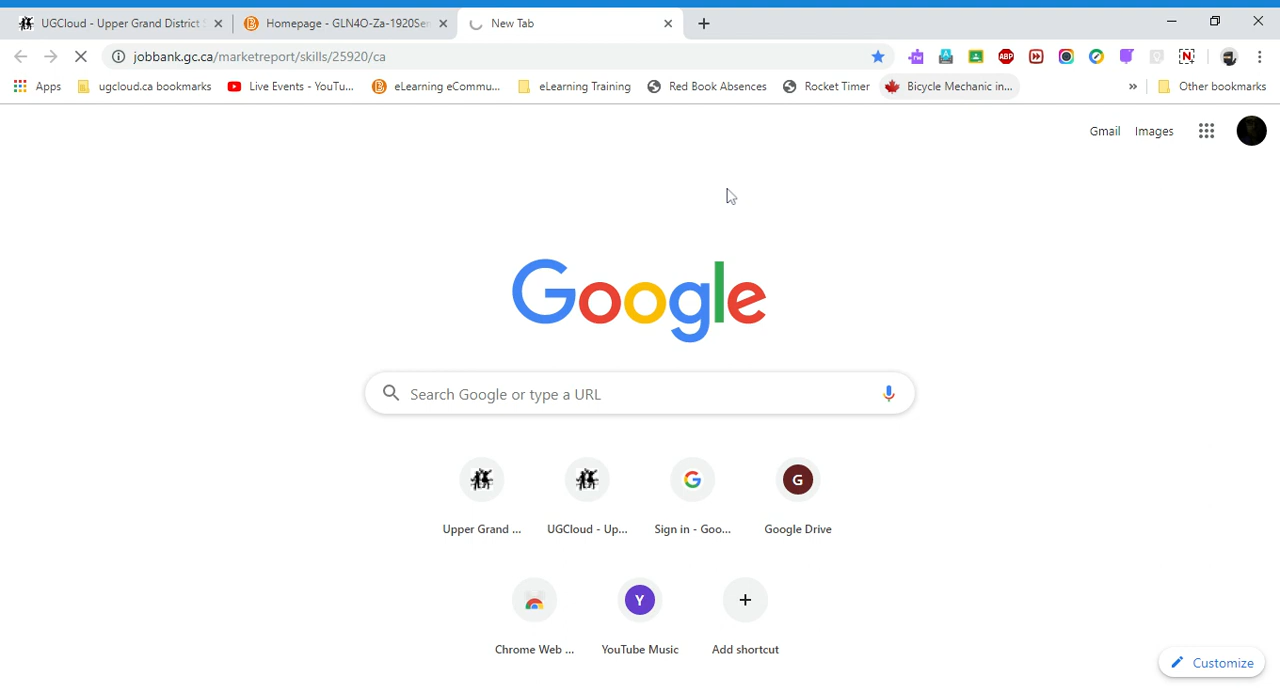 UGCloud - Upper Grand District S
Homepage - GLN4O-Za-1920Sem
New Tab
jobbank.gc.ca/marketreport/skills/25920/ca
ABP
N
Apps
ugcloud.ca bookmarks
Live Events - YouTu...
eLearning eCommu...
eLearning Training
Red Book Absences
Rocket Timer
Bicycle Mechanic in...
Other bookmarks
Gmail
Images
Google
Search Google or type a URL
G
Upper Grand ...
UGCloud - Up...
Sign in - Goo...
Google Drive
Y
Chrome Web ...
YouTube Music
Add shortcut
Customize